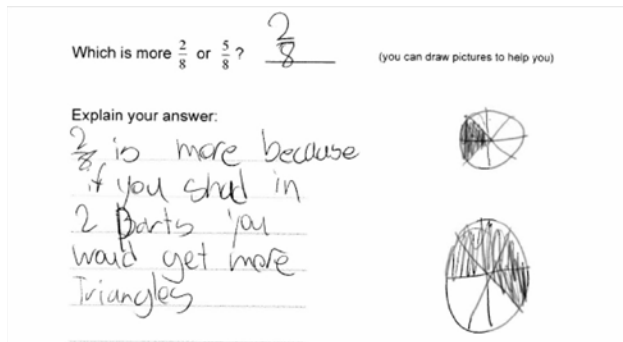 Which is more 2/8 or 5/8 ? 2/8 (you can draw pictures to help you)
Explain your answer:
2/8 is more because
if you shad in
2 Parts you
woud get more
Triangles